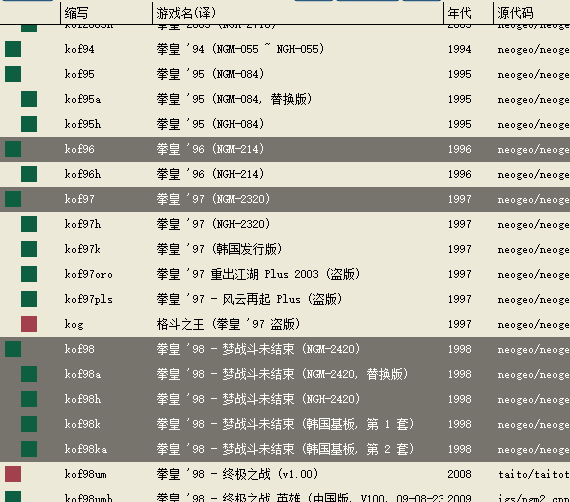 缩写 游戏名(译) 年代 源代码
kof94 拳皇 '94 (NGM-055 ~ NGH-055) 1994 neogeo/neoge
kof95 拳皇 '95 (NGM-084) 1995 neogeo/neoge
kof95a 拳皇 '95 (NGM-084, 替换版) 1995 neogeo/neoge
kof95h 拳皇 '95 (NGH-084) 1995 neogeo/neoge
kof96 拳皇 '96 (NGM-214) 1996 neogeo/neoge
kof96h 拳皇 '96 (NGH-214) 1996 neogeo/neoge
kof97 拳皇 '97 (NGM-2320) 1997 neogeo/neoge
kof97h 拳皇 '97 (NGH-2320) 1997 neogeo/neoge
kof97k 拳皇 '97 (韩国发行版) 1997 neogeo/neoge
kof97oro 拳皇 '97 重出江湖 Plus 2003 (盗版) 1997 neogeo/neoge
kof97pls 拳皇 '97 - 风云再起 Plus (盗版) 1997 neogeo/neoge
kog 格斗之王 (拳皇 '97 盗版) 1997 neogeo/neoge
kof98 拳皇 '98 - 梦战斗未结束 (NGM-2420) 1998 neogeo/neoge
kof98a 拳皇 '98 - 梦战斗未结束 (NGM-2420, 替换版) 1998 neogeo/neoge
kof98h 拳皇 '98 - 梦战斗未结束 (NGH-2420) 1998 neogeo/neoge
kof98k 拳皇 '98 - 梦战斗未结束 (韩国基板, 第 1 套) 1998 neogeo/neoge
kof98ka 拳皇 '98 - 梦战斗未结束 (韩国基板, 第 2 套) 1998 neogeo/neoge
kof98um 拳皇 '98 - 终极之战 (v1.00) 2008 taito/taitot
kof98umh 拳皇 '98 - 终极之战 英雄 (中国版, V100, 09-08-23 2009 igs/pgm2.cpp